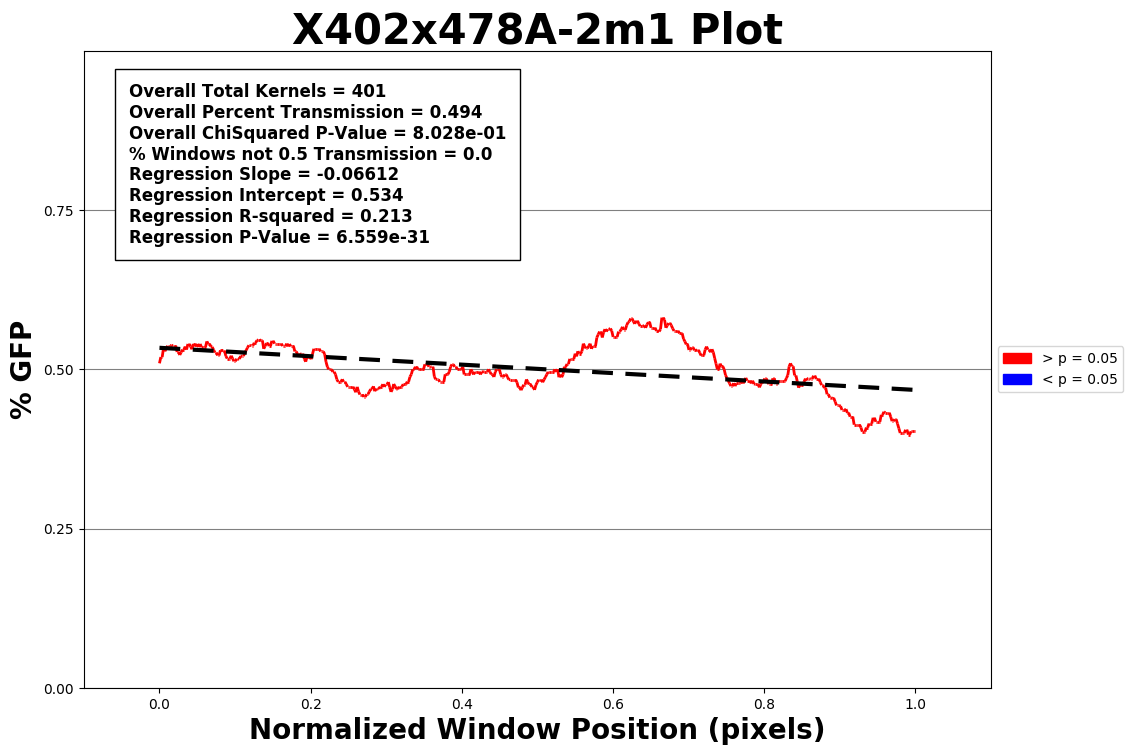 X402x478A-2m1 Plot
Overall Total Kernels = 401
Overall Percent Transmission = 0.494
Overall ChiSquared P-Value = 8.028e-01
% Windows not 0.5 Transmission = 0.0
Regression Slope = -0.06612
Regression Intercept = 0.534
Regression R-squared = 0.213
Regression P-Value = 6.559e-31
% GFP
0.75
0.50
0.25
0.00
0.0 0.2 0.4 0.6 0.8 1.0
Normalized Window Position (pixels)
> p = 0.05
< p = 0.05